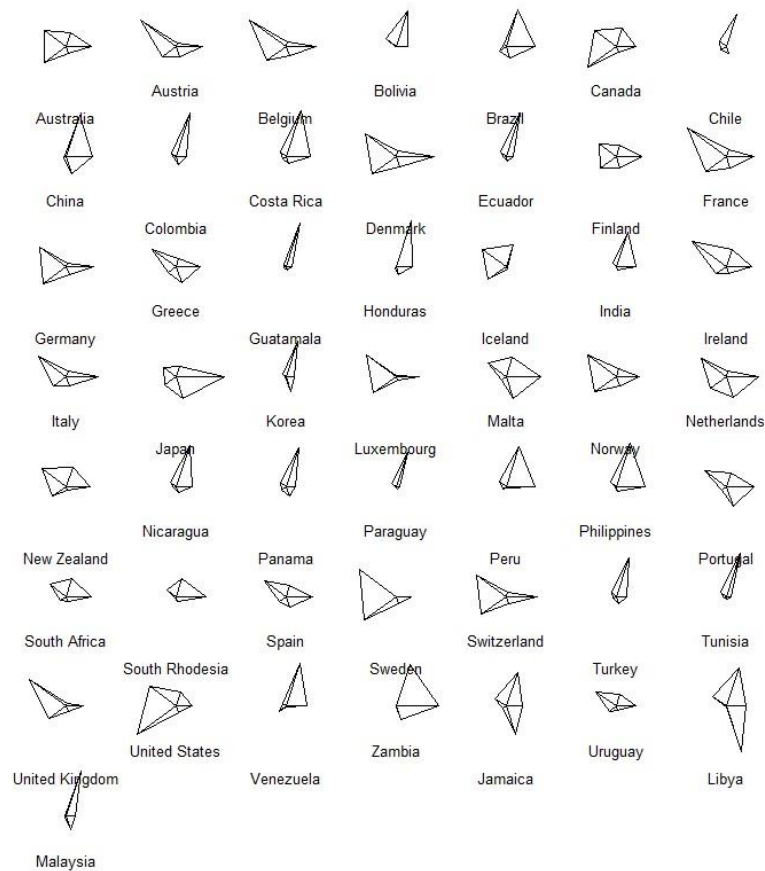 Austria Bolivia Canada
Australia Belgium Brazil Chile
China Costa Rica Ecuador France
Colombia Denmark Finland
Greece Honduras India
Germany Guatamala Iceland Ireland
Italy Korea Malta Netherlands
Japan Luxembourg Norway
Nicaragua Paraguay Philippines
New Zealand Panama Peru Portugal
South Africa Spain Switzerland Tunisia
South Rhodesia Sweden Turkey
United States Zambia Uruguay
United Kingdom Venezuela Jamaica Libya
Malaysia